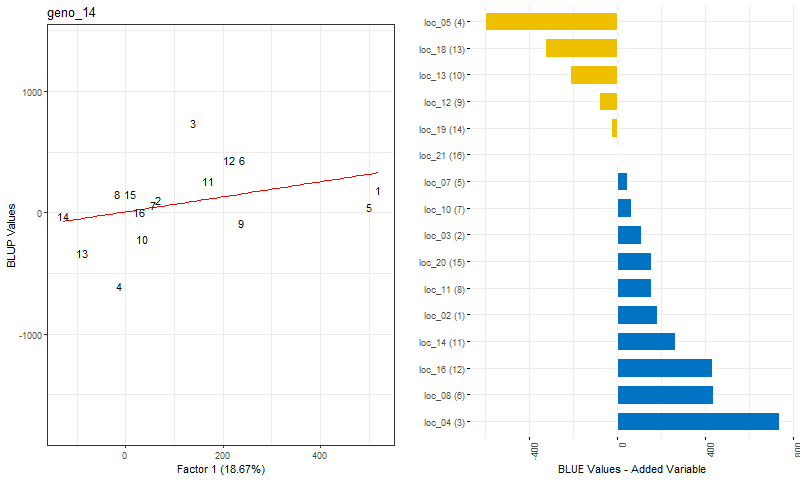 geno_14
BLUP Values
1000
0
-1000
3
12 6
11
1
8 15
2
7
5
14
16
9
10
13
4
0
200
400
Factor 1 (18.67%)
loc_05 (4)
loc_18 (13)
loc_13 (10)
loc_12 (9)
loc_19 (14)
loc_21 (16)
loc_07 (5)
loc_10 (7)
loc_03 (2)
loc_20 (15)
loc_11 (8)
loc_02 (1)
loc_14 (11)
loc_16 (12)
loc_08 (6)
loc_04 (3)
-400
0
400
800
BLUE Values - Added Variable